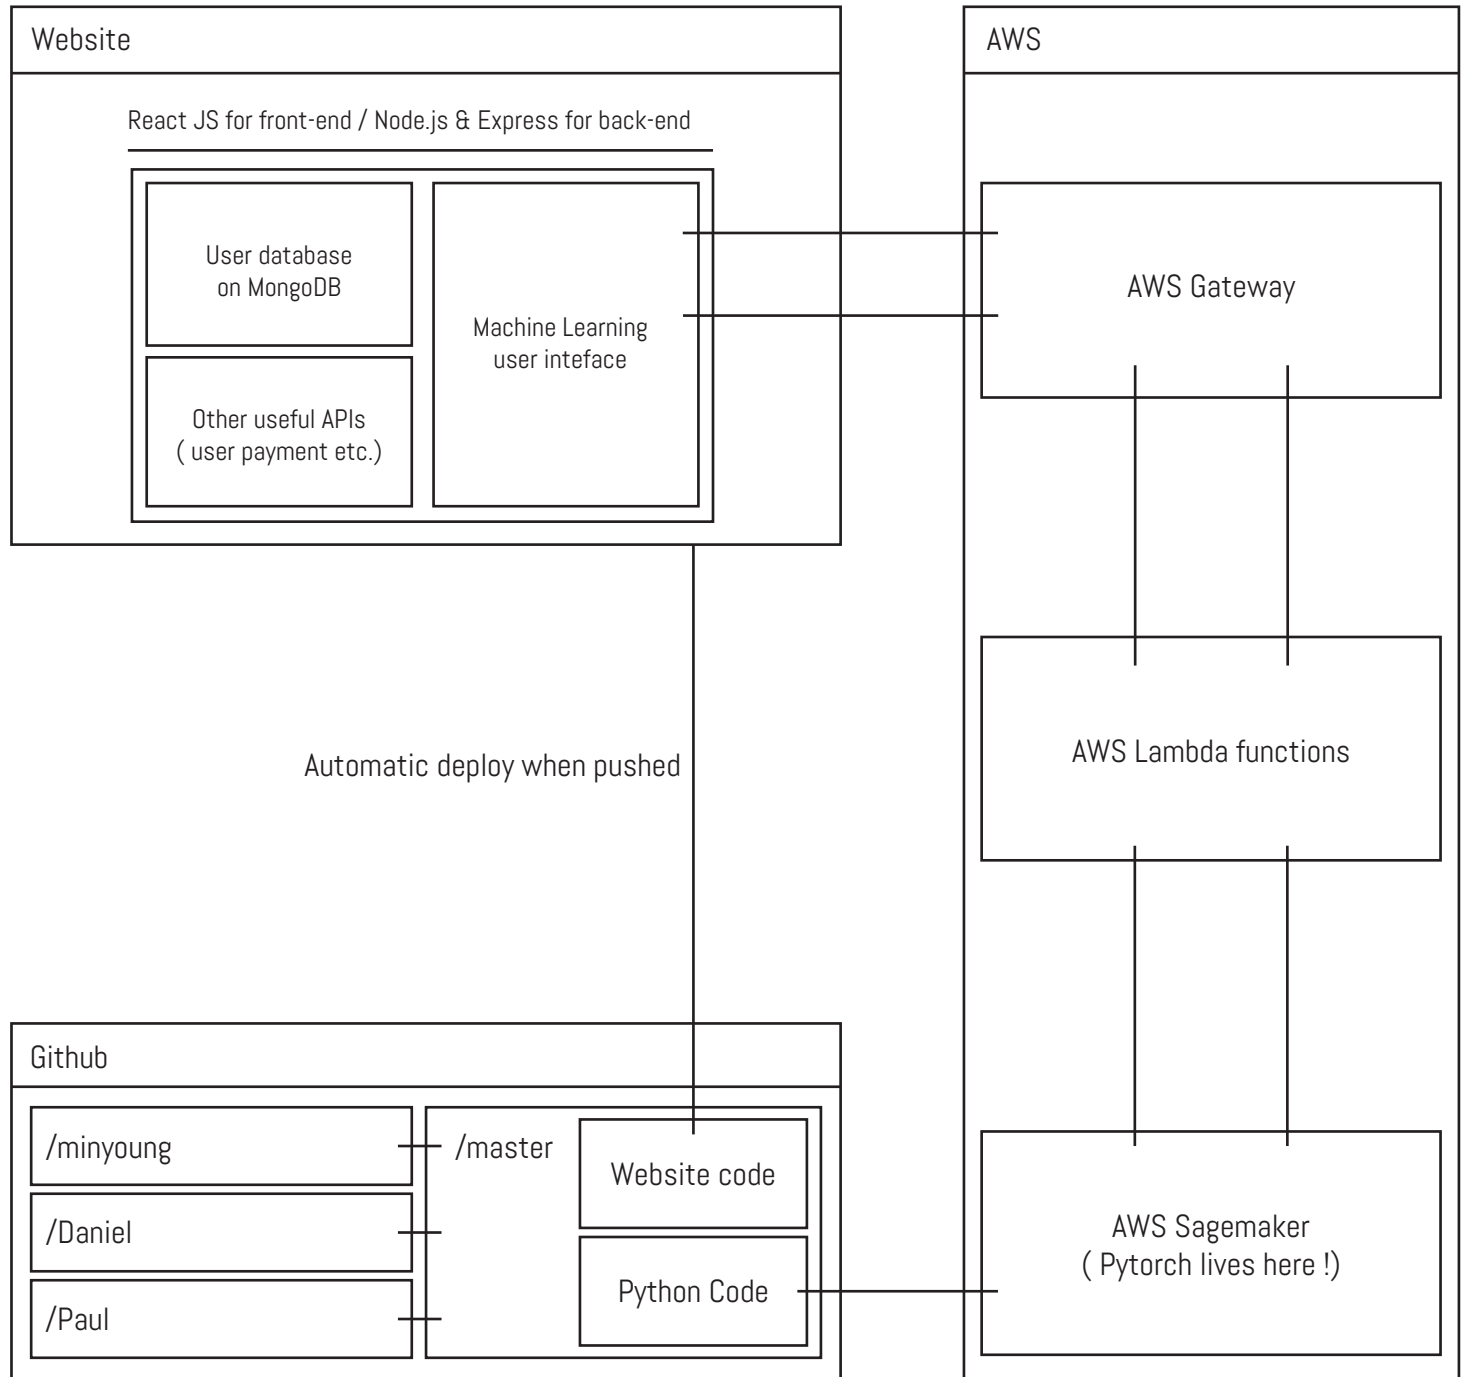 Website
React JS for front-end / Node.js & Express for back-end
User database
on MongoDB
Other useful APIs
( user payment etc.)
Machine Learning
user inteface
AWS
AWS Gateway
AWS Lambda functions
AWS Sagemaker
( Pytorch lives here !)
Automatic deploy when pushed
Github
/minyoung
/Daniel
/Paul
/master
Website code
Python Code